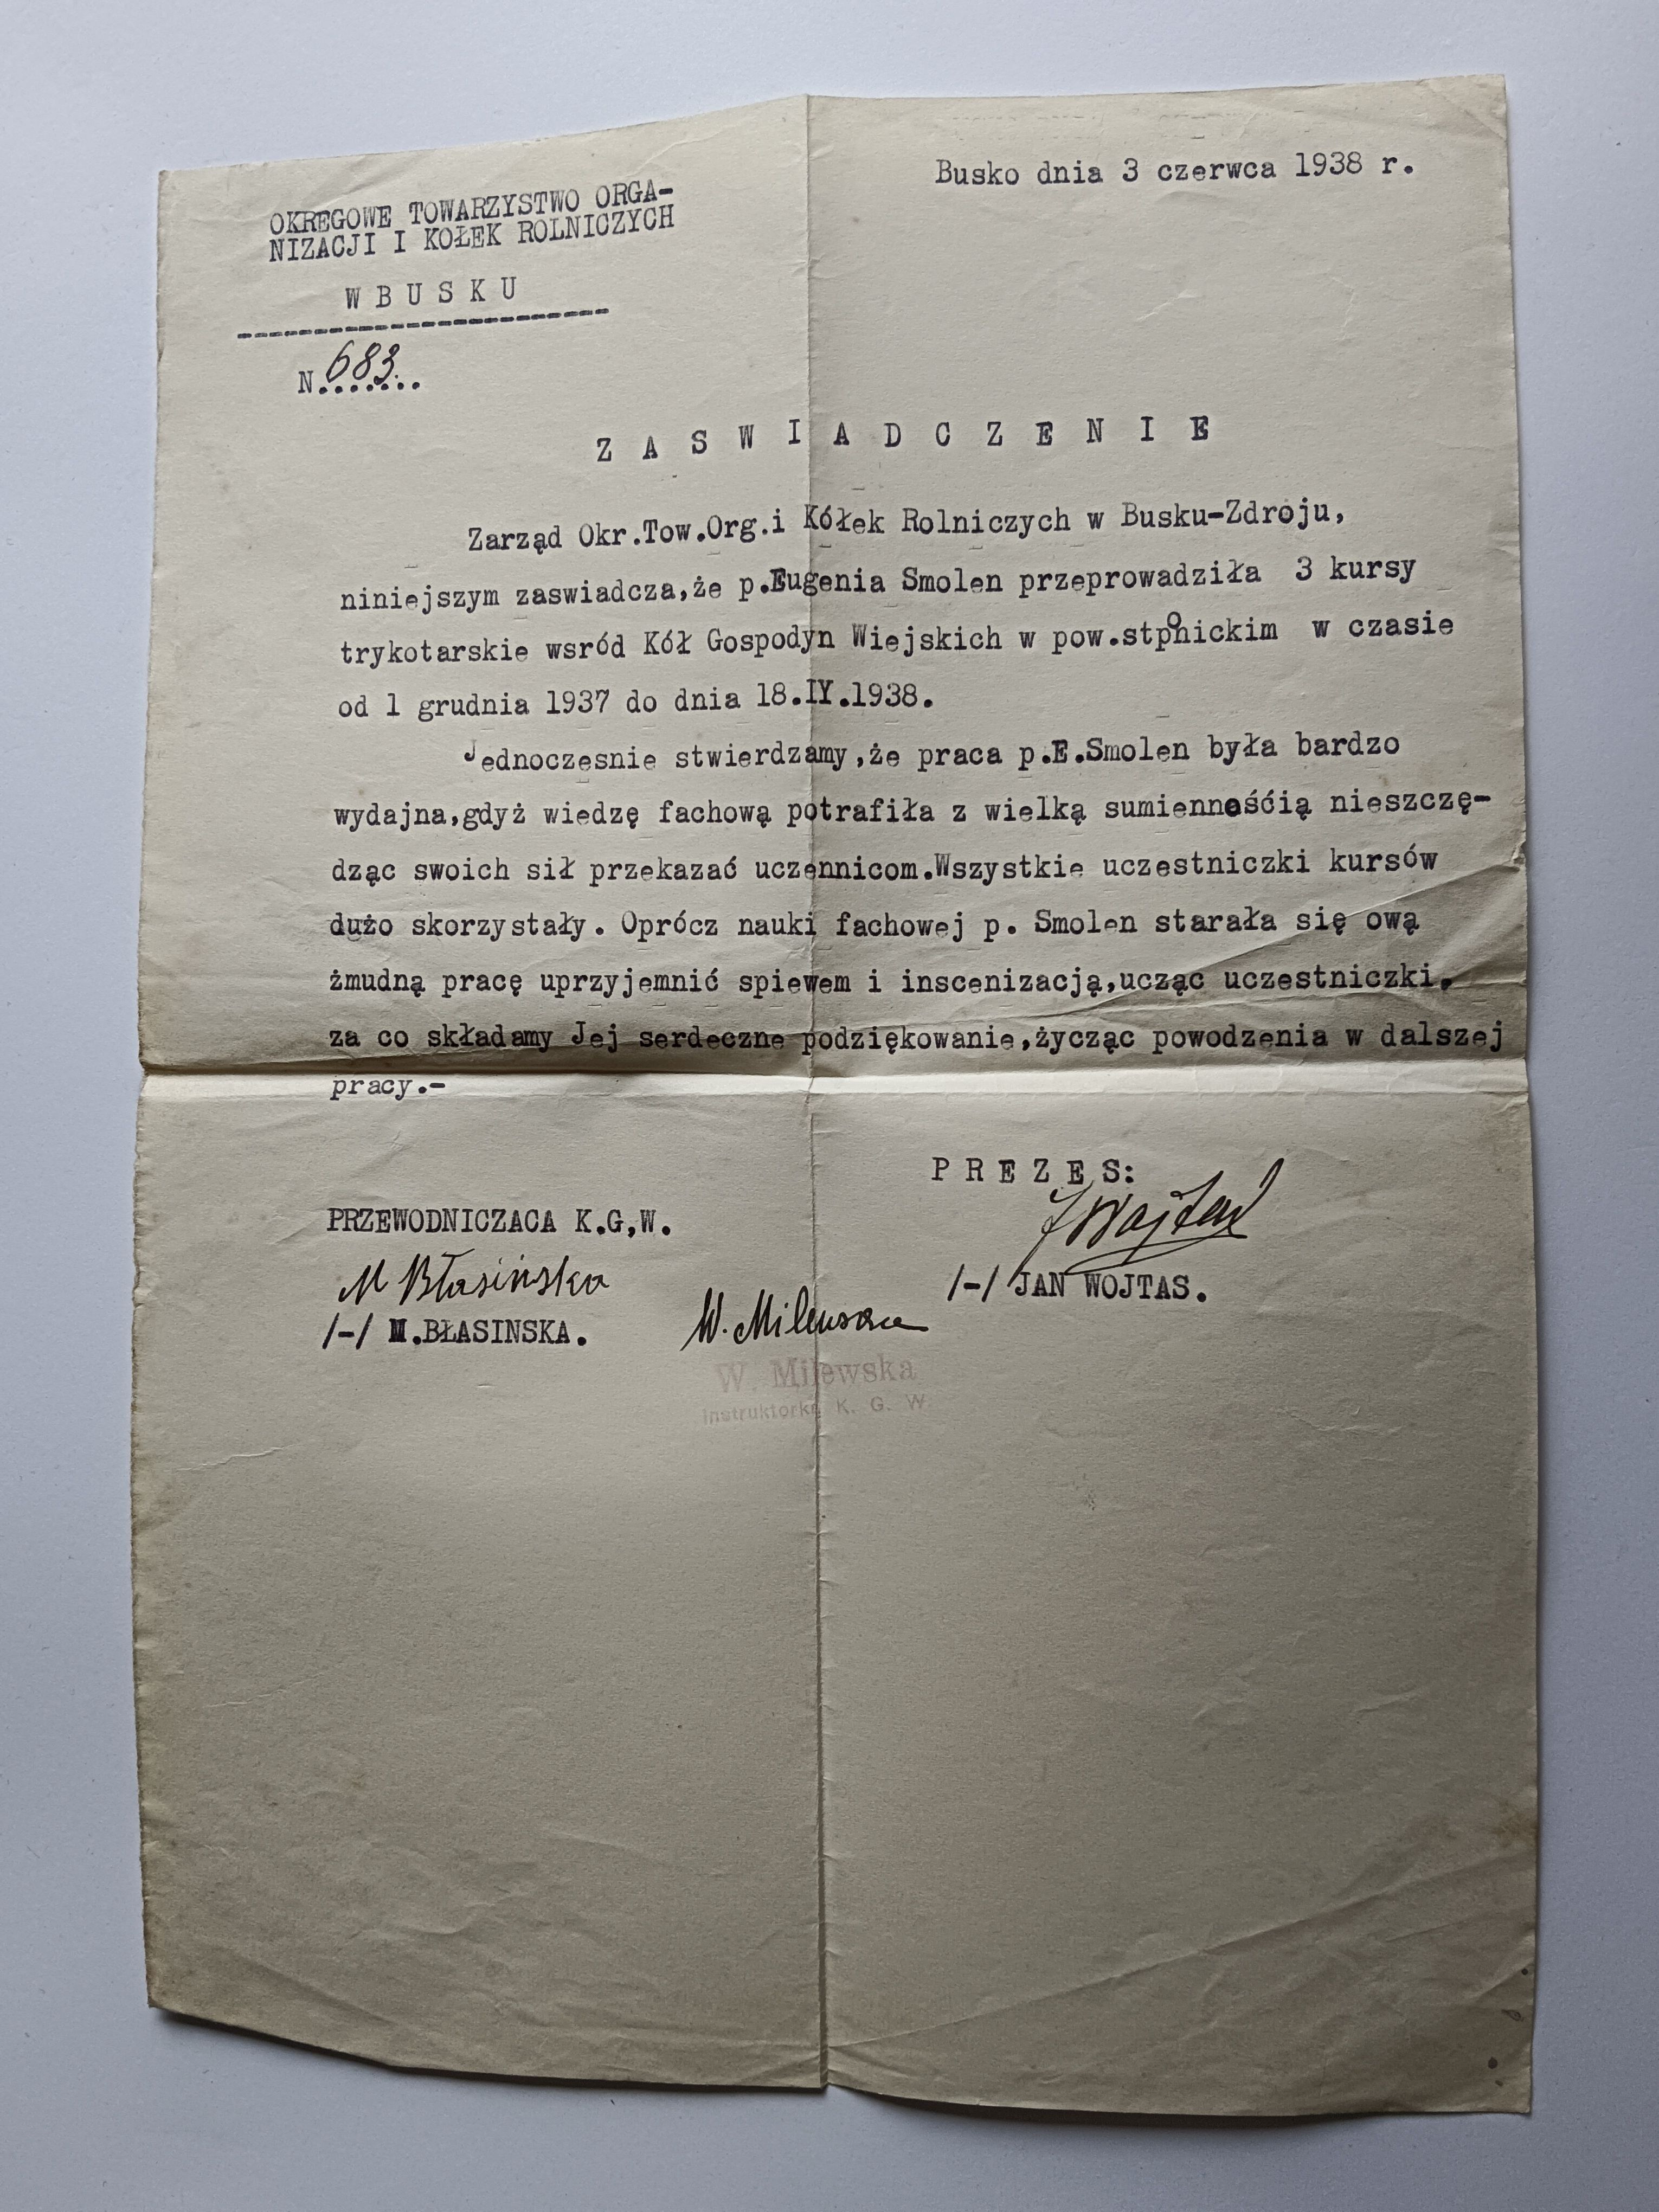 Busko dnia 3 czerwca 1938 r.
OKREGOWE TOWARZYSTWO ORGA-
NIZACJI I KOŁEK ROLNICZYCH
W B U S K U
------------------------
N.683......
Z A S W I A D C Z E N I E
Zarząd Okr.Tow.Org.i Kółek Rolniczych w Busku-Zdroju,
niniejszym zaswiadcza,że p.Eugenia Smolen przeprowadziła 3 kursy
trykotarskie wsród Kół Gospodyn Wiejskich w pow.stponickim w czasie
od 1 grudnia 1937 do dnia 18.IV.1938.
Jednoczesnie stwierdzamy,że praca p.E.Smolen była bardzo
wydajna,gdyż wiedzę fachową potrafiła z wielką sumiennośćią nieszczę-
dząc swoich sił przekazać uczennicom.Wszystkie uczestniczki kursów
dużo skorzystały. Oprócz nauki fachowej p. Smolen starała się ową
żmudną pracę uprzyjemnić spiewem i inscenizacją,ucząc uczestniczki,
za co składamy Jej serdeczne podziękowanie,życząc powodzenia w dalszej
pracy.-
P R E Z E S:
J Wojtas
/-/ JAN WOJTAS.
PRZEWODNICZACA K.G,W.
M Błasińska
/-/ M.BŁASINSKA.
W. Milewska
W. Milewska
instruktorka K. G. W